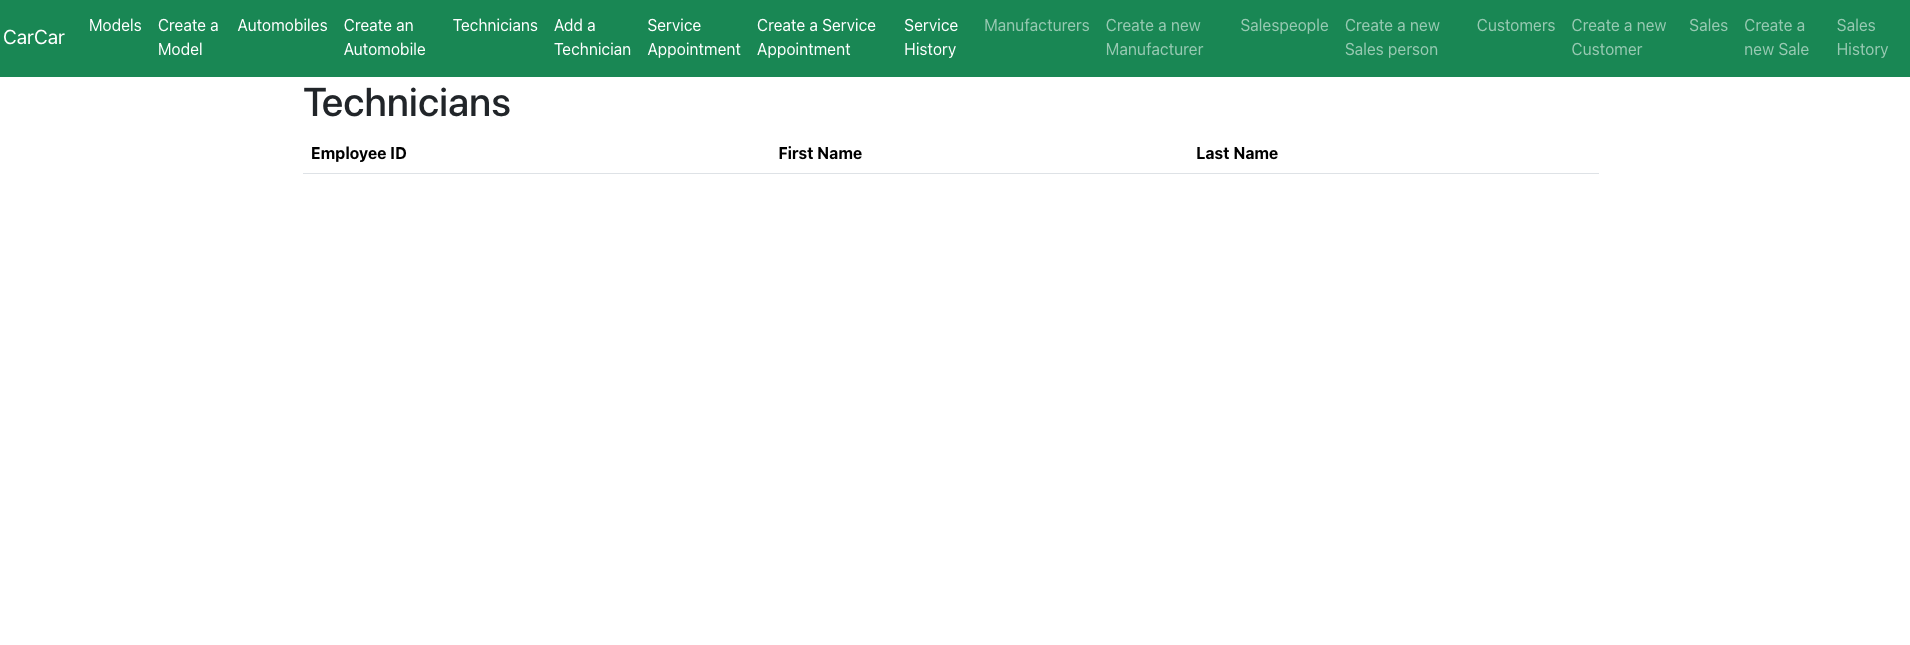 CarCar
Models
Create a
Model
Automobiles
Create an
Automobile
Technicians
Add a
Technician
Service
Appointment
Create a Service
Appointment
Service
History
Manufacturers
Create a new
Manufacturer
Salespeople
Create a new
Sales person
Customers
Create a new
Customer
Sales
Create a
new Sale
Sales
History
Technicians
Employee ID First Name Last Name